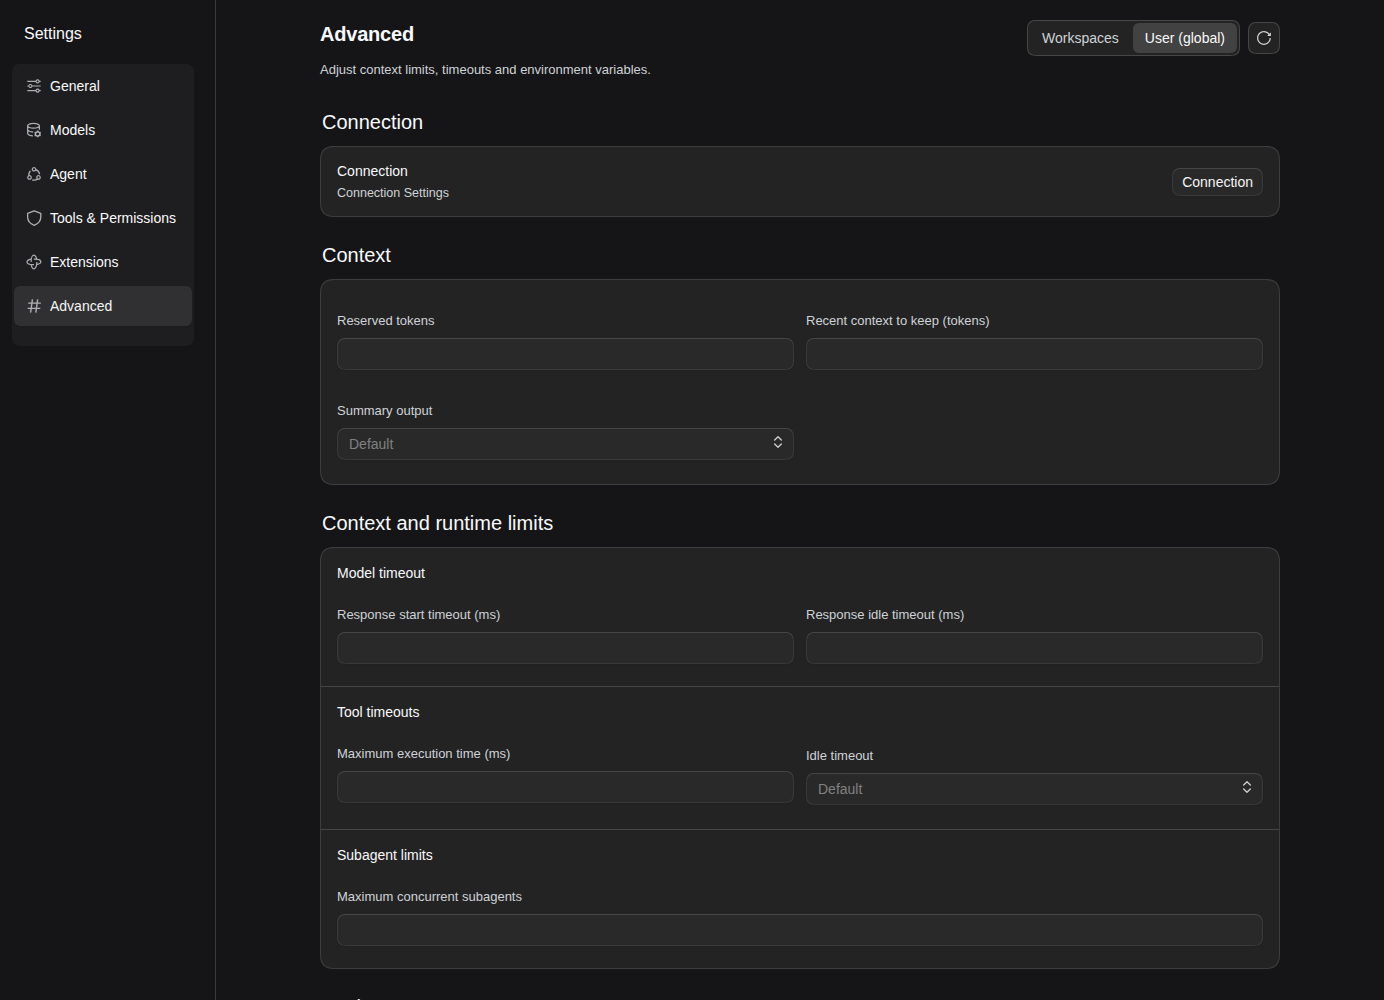 Settings
General
Models
Agent
Tools & Permissions
Extensions
Advanced
Advanced
Workspaces
User (global)
Adjust context limits, timeouts and environment variables.
Connection
Connection
Connection Settings
Connection
Context
Reserved tokens
Recent context to keep (tokens)
Summary output
Default
Context and runtime limits
Model timeout
Response start timeout (ms)
Response idle timeout (ms)
Tool timeouts
Maximum execution time (ms)
Idle timeout
Default
Subagent limits
Maximum concurrent subagents